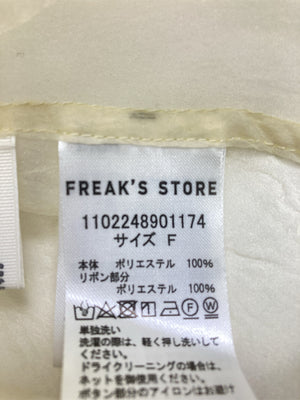 FREAK'S STORE
1102248901174
サイズ F
本体 ポリエステル 100%
リボン部分
ポリエステル 100%
単独洗い
洗濯の際は、軽く押し洗いして
ください。
ドライクリーニングの場合は、
ネットを御使用ください。
ボン部分のアイロンはお避け